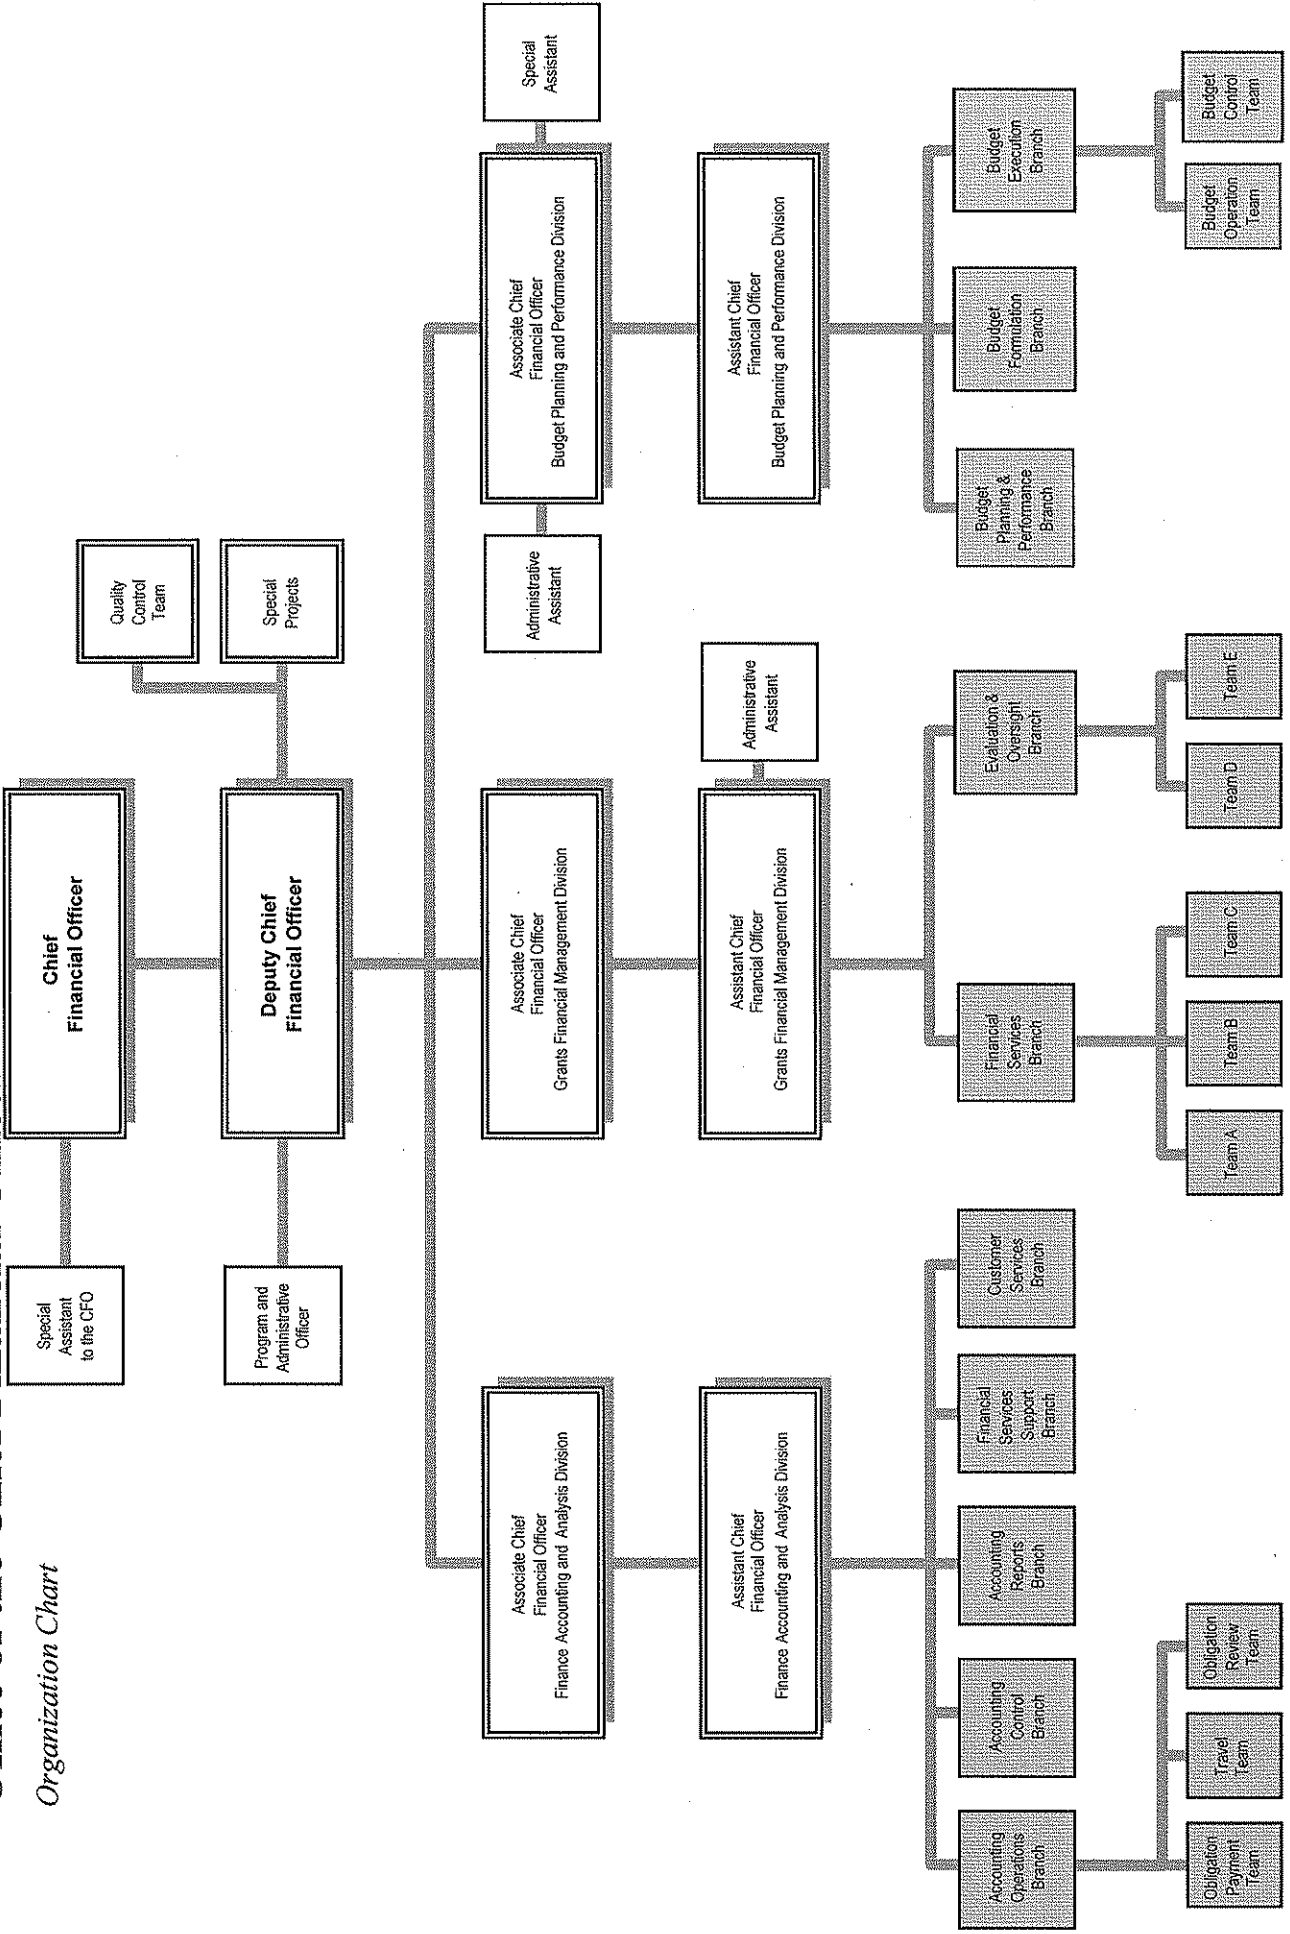 Organization Chart
Chief
Financial Officer
Special
Assistant
to the CFO
Quality
Control
Team
Deputy Chief
Financial Officer
Program and
Administrative
Officer
Special
Projects
Associate Chief
Financial Officer
Finance Accounting and Analysis Division
Associate Chief
Financial Officer
Grants Financial Management Division
Administrative
Assistant
Associate Chief
Financial Officer
Budget Planning and Performance Division
Special
Assistant
Assistant Chief
Financial Officer
Finance Accounting and Analysis Division
Assistant Chief
Financial Officer
Grants Financial Management Division
Administrative
Assistant
Assistant Chief
Financial Officer
Budget Planning and Performance Division
Accounting
Operations
Branch
Accounting
Control
Branch
Accounting
Reports
Branch
Financial
Services
Support
Branch
Customer
Services
Branch
Financial
Services
Branch
Evaluation &
Oversight
Branch
Budget
Planning &
Performance
Branch
Budget
Formulation
Branch
Budget
Execution
Branch
Obligation
Payment
Team
Travel
Team
Obligation
Review
Team
Team A
Team B
Team C
Team D
Team E
Budget
Operation
Team
Budget
Control
Team